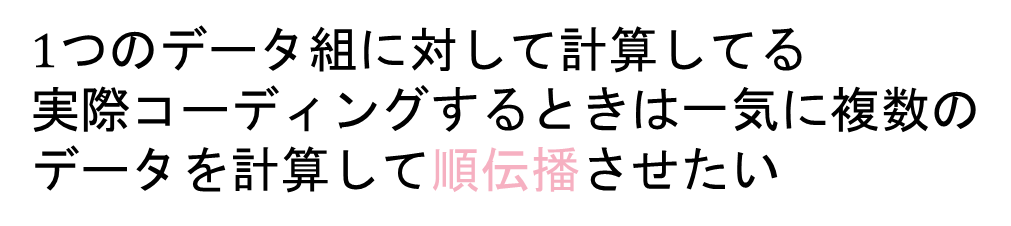 1つのデータ組に対して計算してる
実際コーディングするときは一気に複数の
データを計算して順伝播させたい